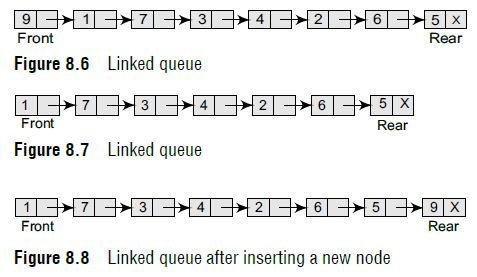 9 1 7 3 4 2 6 5 X
Front Rear
Figure 8.6 Linked queue
1 7 3 4 2 6 5 X
Front Rear
Figure 8.7 Linked queue
1 7 3 4 2 6 5 9 X
Front Rear
Figure 8.8 Linked queue after inserting a new node